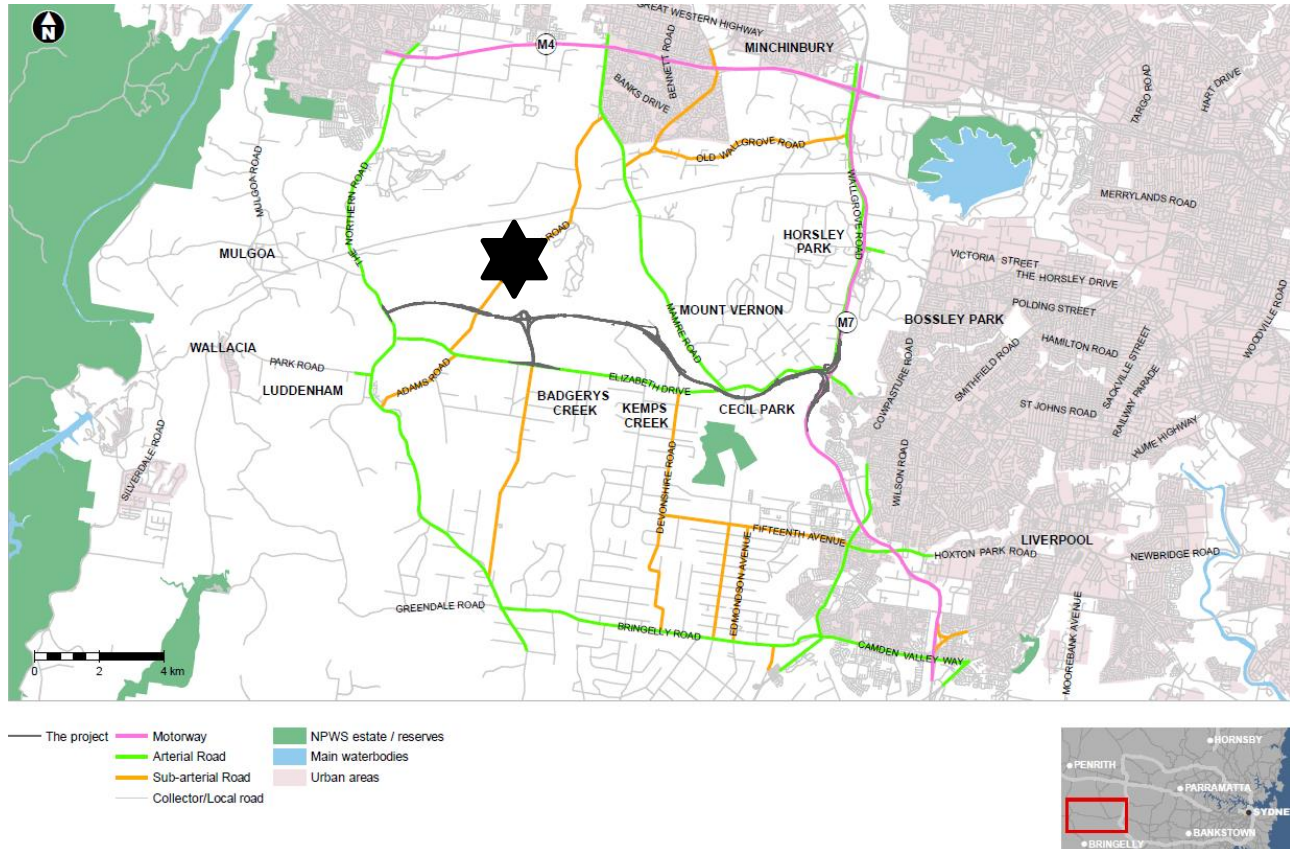 N
GREAT WESTERN HIGHWAY
M4
BENNETT ROAD
MINCHINBURY
BANKS DRIVE
TARGO ROAD
HART DRIVE
OLD WALLGROVE ROAD
MULGOA ROAD
THE NORTHERN ROAD
WALLGROVE ROAD
MERRYLANDS ROAD
ROAD
HORSLEY
PARK
MULGOA
VICTORIA STREET
THE HORSLEY DRIVE
POLDING STREET
WOODVILLE ROAD
MAMRE ROAD
MOUNT VERNON
M7
BOSSLEY PARK
HAMILTON ROAD
WALLACIA
PARK ROAD
LUDDENHAM
ADAMS ROAD
BADGERYS
CREEK
ELIZABETH DRIVE
KEMPS
CREEK
CECIL PARK
COWPASTURE ROAD
SMITHFIELD ROAD
SACKVILLE STREET
RAILWAY PARADE
ST JOHNS ROAD
HUME HIGHWAY
SILVERDALE ROAD
DEVONSHIRE ROAD
WILSON ROAD
FIFTEENTH AVENUE
LIVERPOOL
HOXTON PARK ROAD
NEWBRIDGE ROAD
EDMONDSON AVENUE
GREENDALE ROAD
BRINGELLY ROAD
CAMDEN VALLEY WAY
MOOREBANK AVENUE
0 2 4 km
The project
Motorway
Arterial Road
Sub-arterial Road
Collector/Local road
NPWS estate / reserves
Main waterbodies
Urban areas
HORNSBY
PENRITH
PARRAMATTA
SYDNE
BANKSTOWN
BRINGELLY